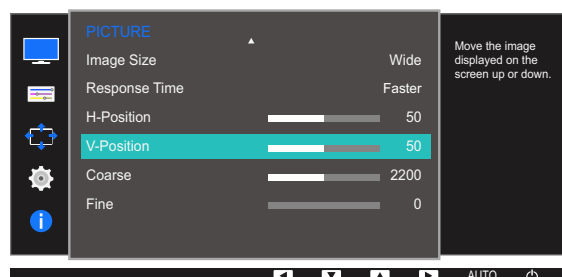 PICTURE
Image Size Wide
Response Time Faster
H-Position 50
V-Position 50
Coarse 2200
Fine 0
Move the image
displayed on the
screen up or down.
AUTO